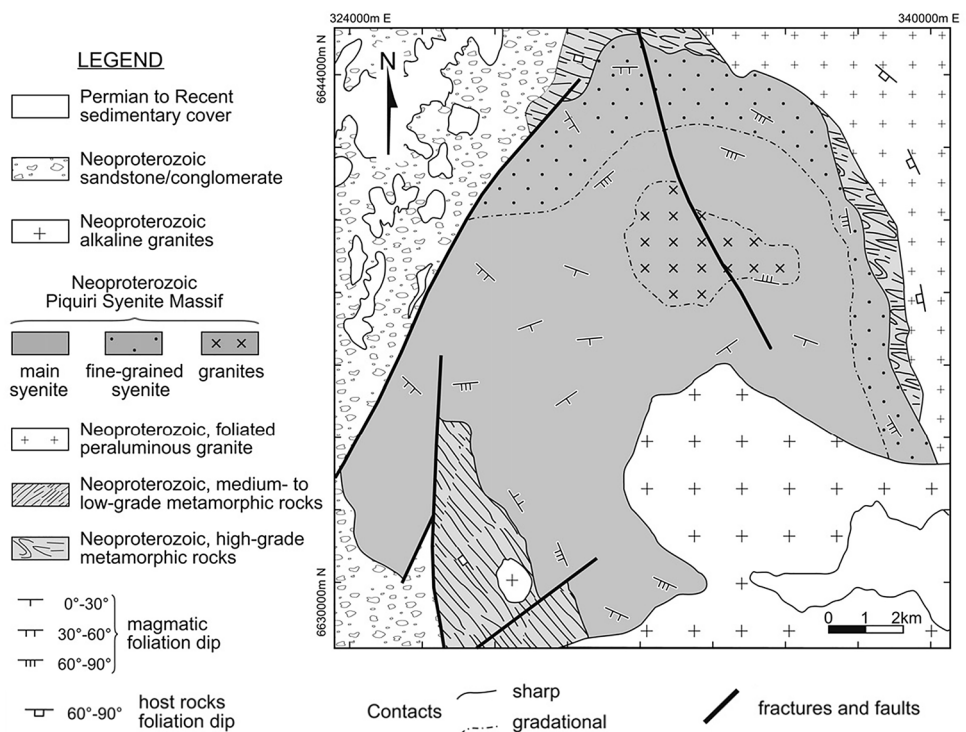 324000m E
340000m E
6644000m N
6630000m N
N
LEGEND
Permian to Recent
sedimentary cover
Neoproterozoic
sandstone/conglomerate
Neoproterozoic
alkaline granites
Neoproterozoic
Piquiri Syenite Massif
main
syenite
fine-grained
syenite
granites
Neoproterozoic, foliated
peraluminous granite
Neoproterozoic, medium- to
low-grade metamorphic rocks
Neoproterozoic, high-grade
metamorphic rocks
0°-30°
30°-60°
60°-90°
magmatic
foliation dip
60°-90°
host rocks
foliation dip
0 1 2km
Contacts
sharp
gradational
fractures and faults